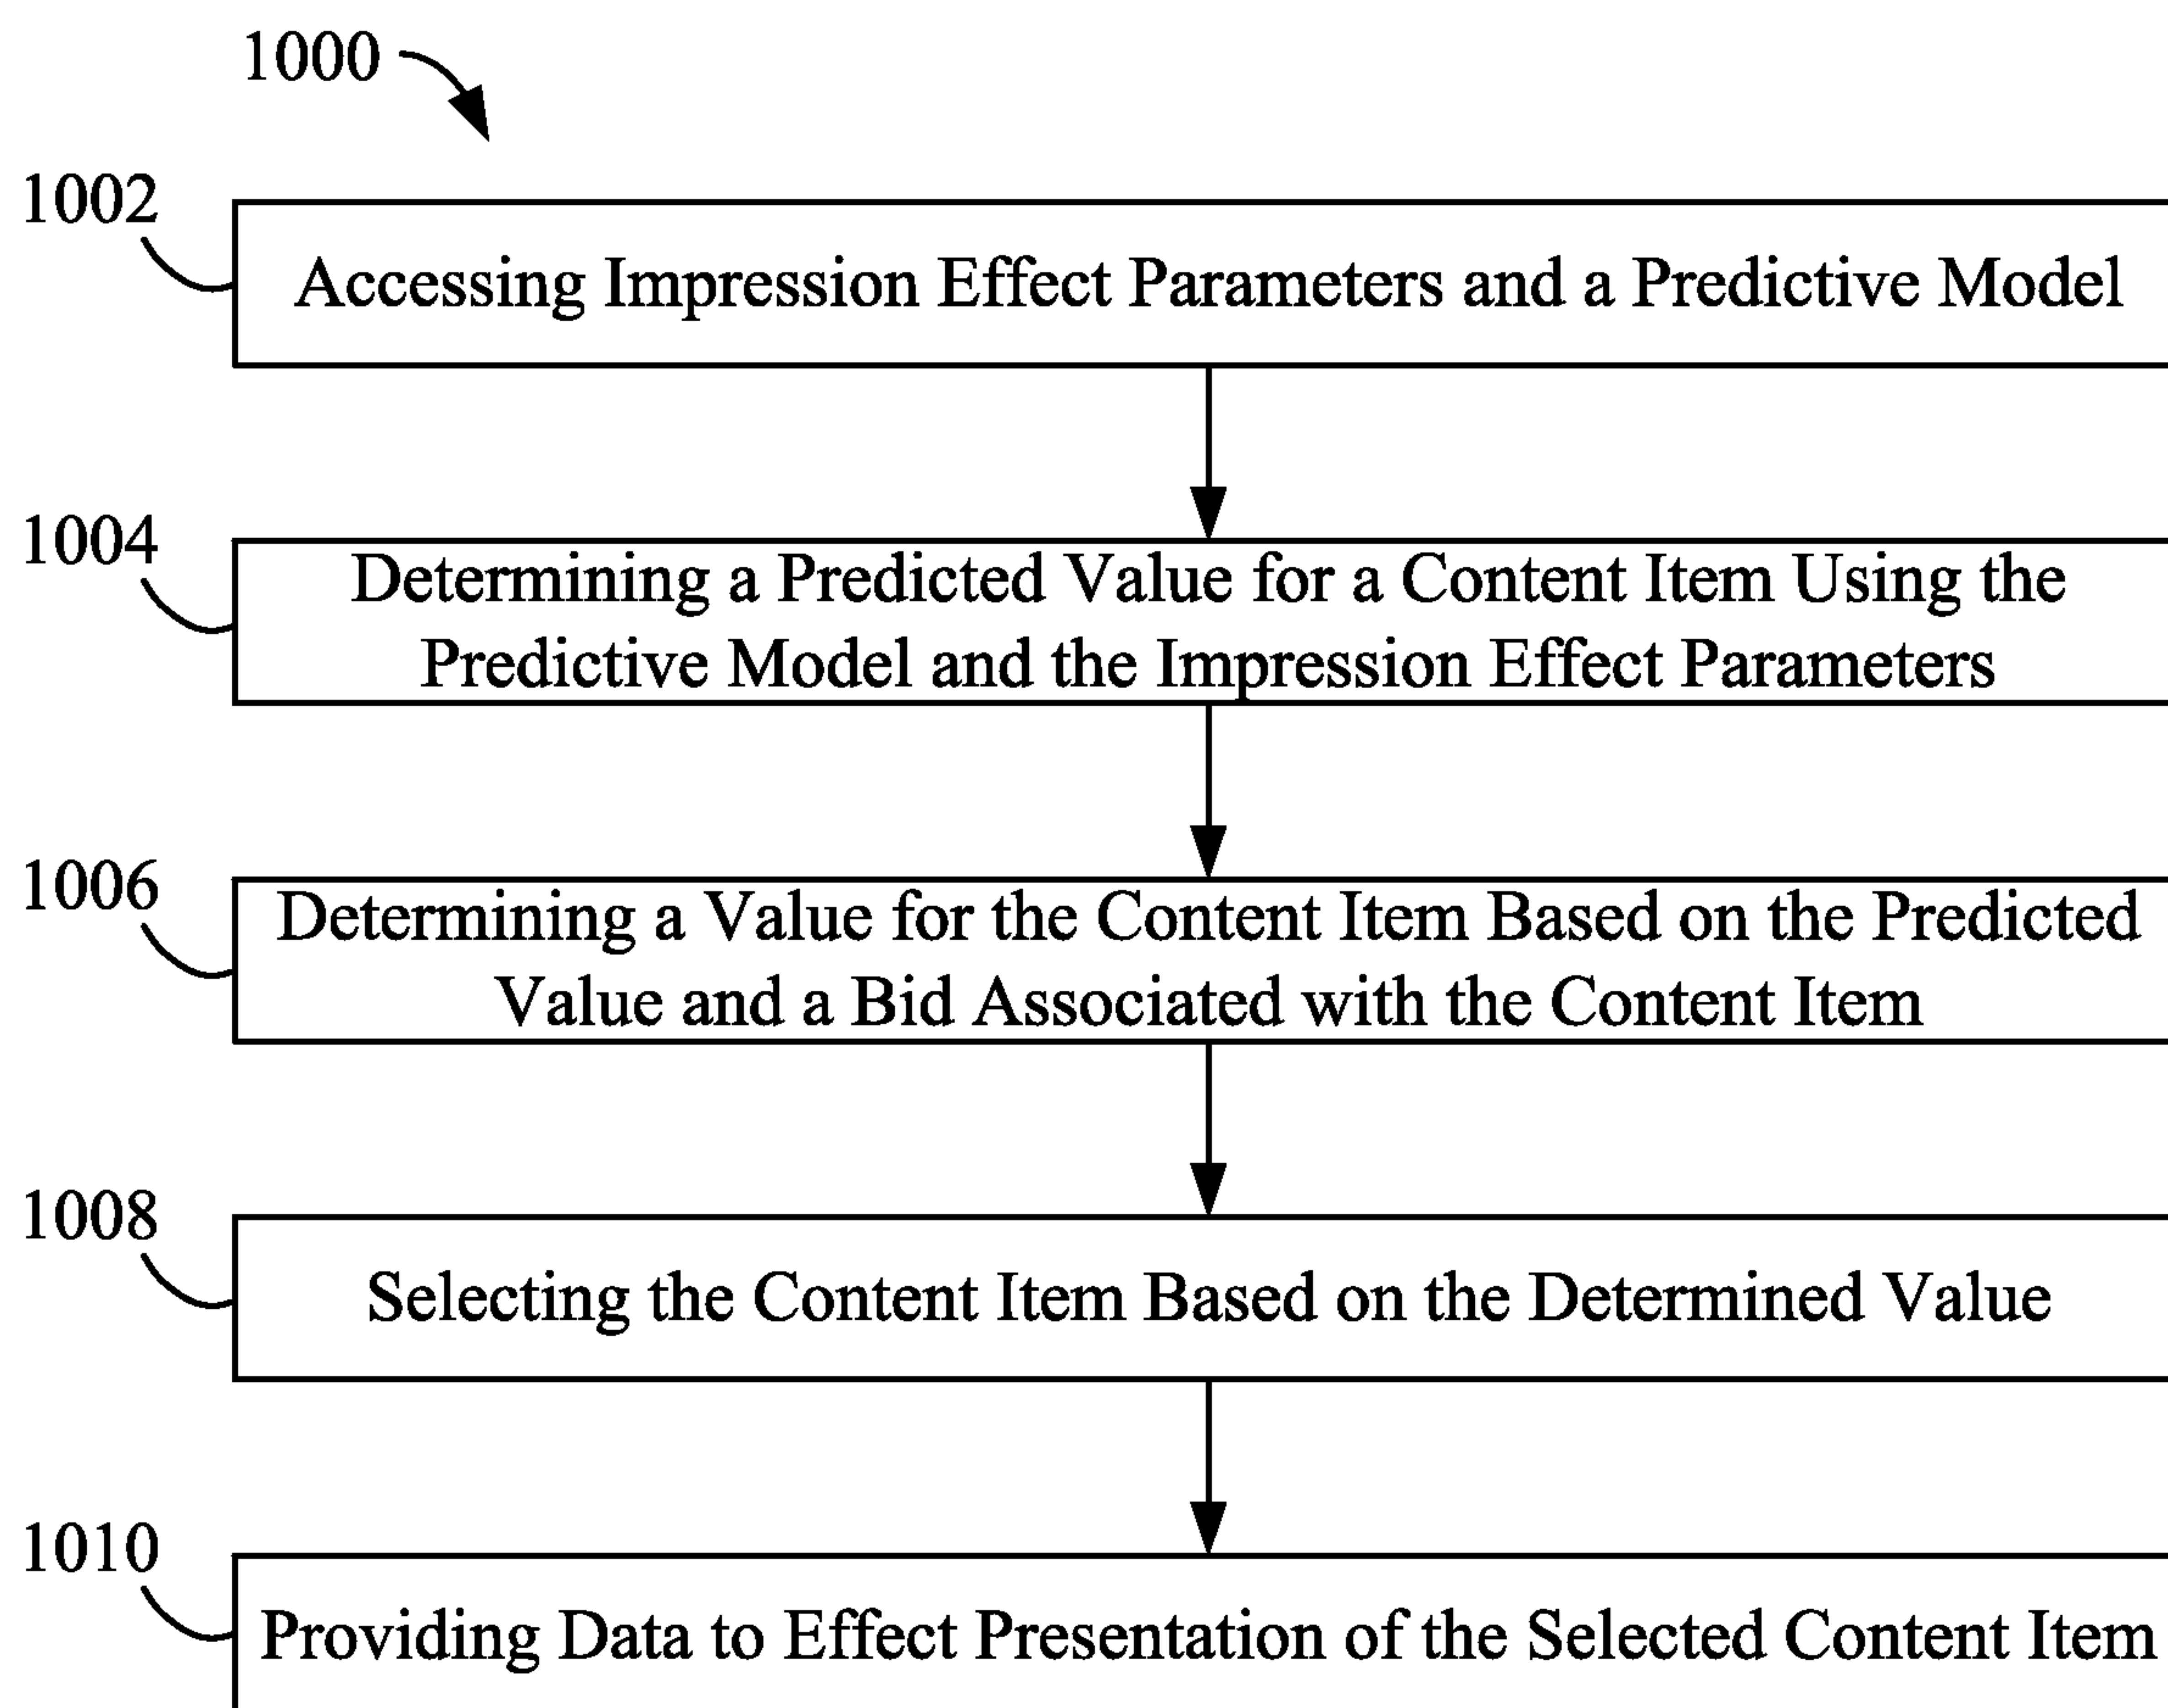 1000
1002
Accessing Impression Effect Parameters and a Predictive Model
1004
Determining a Predicted Value for a Content Item Using the
Predictive Model and the Impression Effect Parameters
1006
Determining a Value for the Content Item Based on the Predicted
Value and a Bid Associated with the Content Item
1008
Selecting the Content Item Based on the Determined Value
1010
Providing Data to Effect Presentation of the Selected Content Item